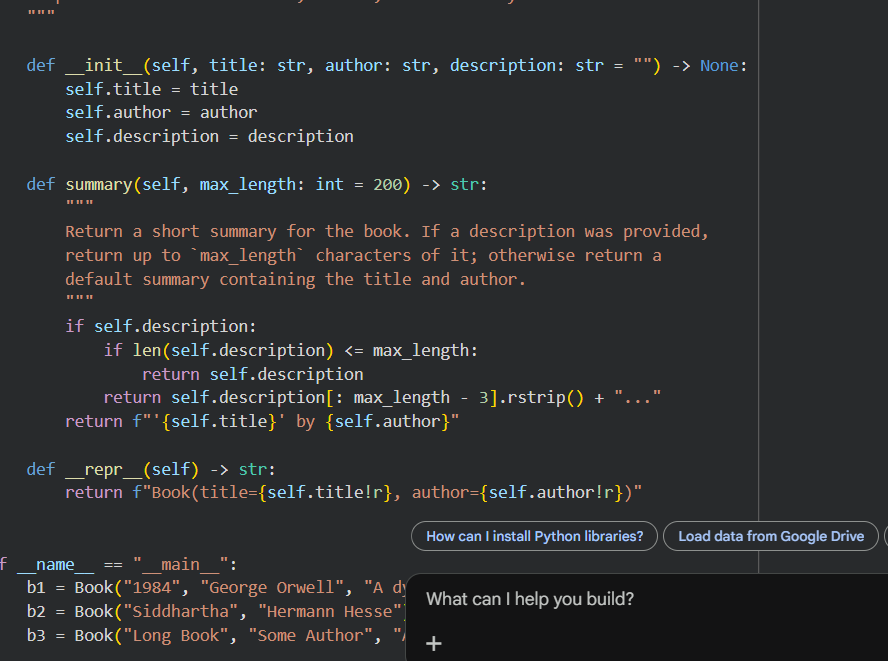 """
def __init__(self, title: str, author: str, description: str = "") -> None:
self.title = title
self.author = author
self.description = description
def summary(self, max_length: int = 200) -> str:
"""
Return a short summary for the book. If a description was provided,
return up to `max_length` characters of it; otherwise return a
default summary containing the title and author.
"""
if self.description:
if len(self.description) <= max_length:
return self.description
return self.description[: max_length - 3].rstrip() + "..."
return f"'{self.title}' by {self.author}"
def __repr__(self) -> str:
return f"Book(title={self.title!r}, author={self.author!r})"
How can I install Python libraries?
Load data from Google Drive
f __name__ == "__main__":
b1 = Book("1984", "George Orwell", "A
b2 = Book("Siddhartha", "Hermann Hesse"
b3 = Book("Long Book", "Some Author", "
What can I help you build?